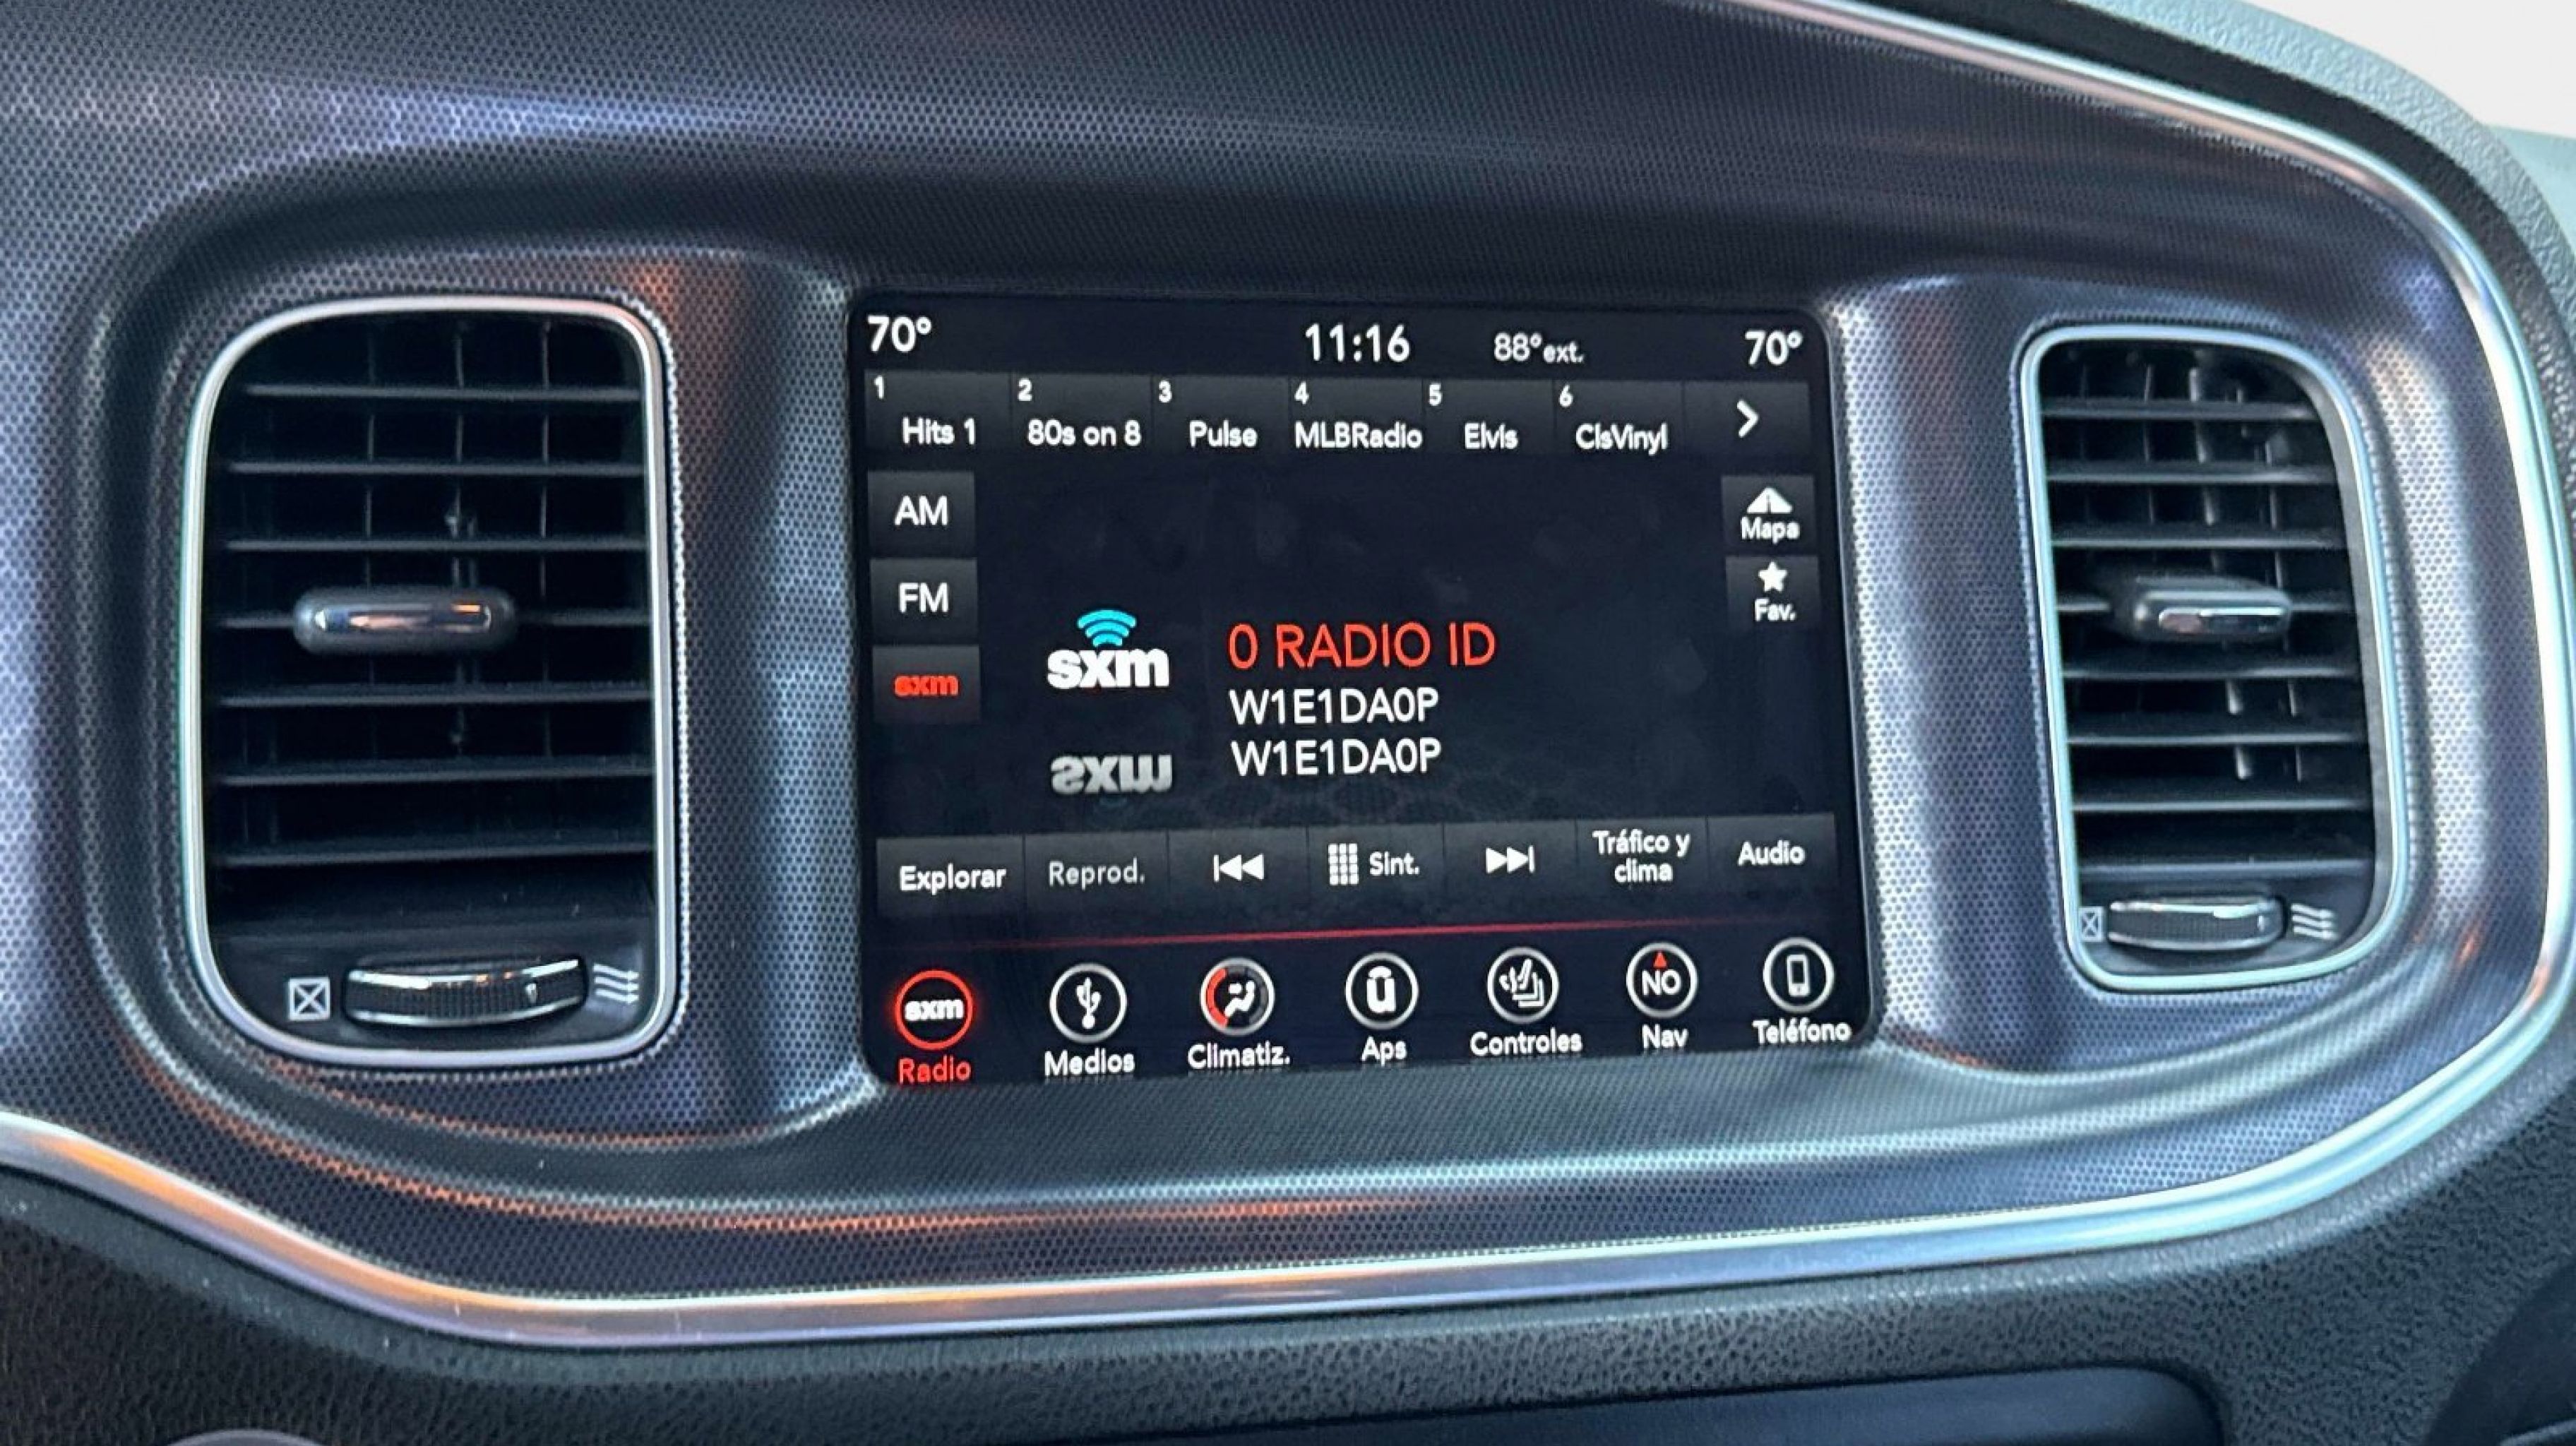 70° 11:16 88°ext. 70°
1 2 3 4 5 6
Hits 1 80s on 8 Pulse MLBRadio Elvis ClsVinyl
AM
Mapa
FM
Fav.
sxm
sxm
0 RADIO ID
W1E1DA0P
W1E1DA0P
Explorar Reprod. Sint. Tráfico y clima Audio
sxm
NO
Radio Medios Climatiz. Aps Controles Nav Teléfono